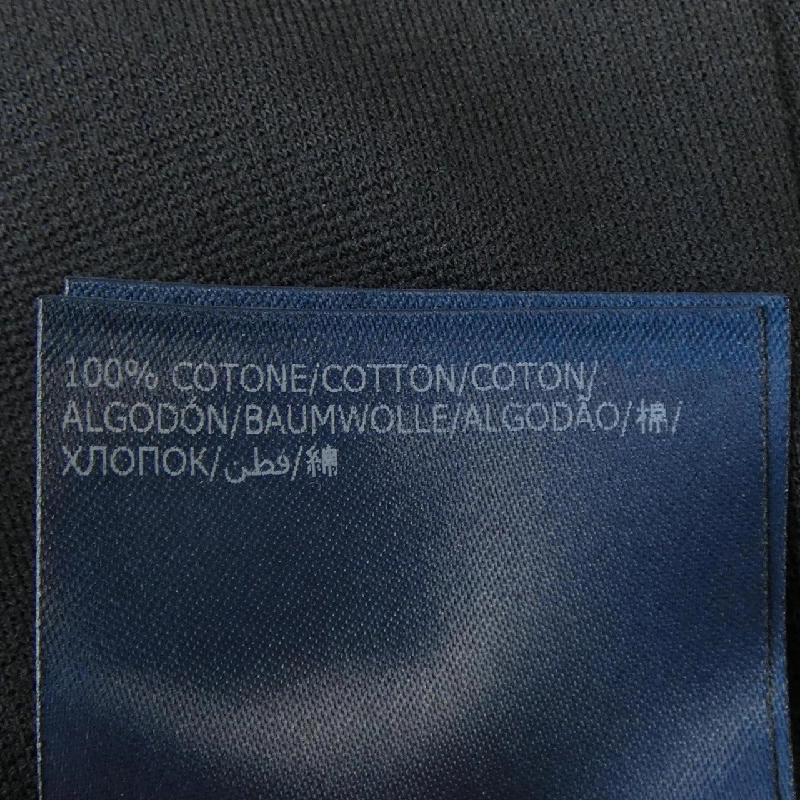 100% COTONE/COTTON/COTON/
ALGODÓN/BAUMWOLLE/ALGODÃO/棉/
ХЛОПОК/قطن/綿